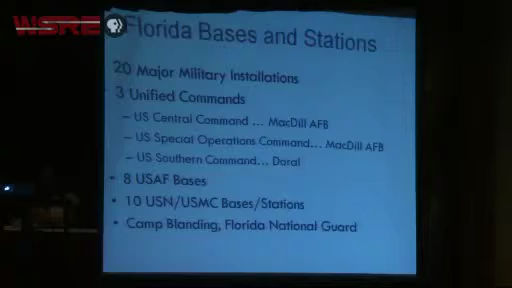 WSRE PBS
Florida Bases and Stations
20 Major Military Installations
3 Unified Commands
– US Central Command ... MacDill AFB
– US Special Operations Command... MacDill AFB
– US Southern Command... Doral
• 8 USAF Bases
• 10 USN/USMC Bases/Stations
• Camp Blanding, Florida National Guard